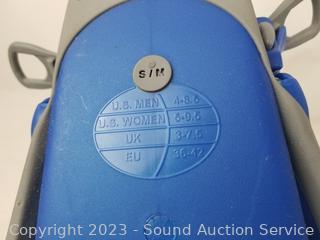 S/M
U.S. MEN 4-8.5
U.S. WOMEN 5-9.5
UK 3-7.5
EU 36-42
Copyright 2023 - Sound Auction Service